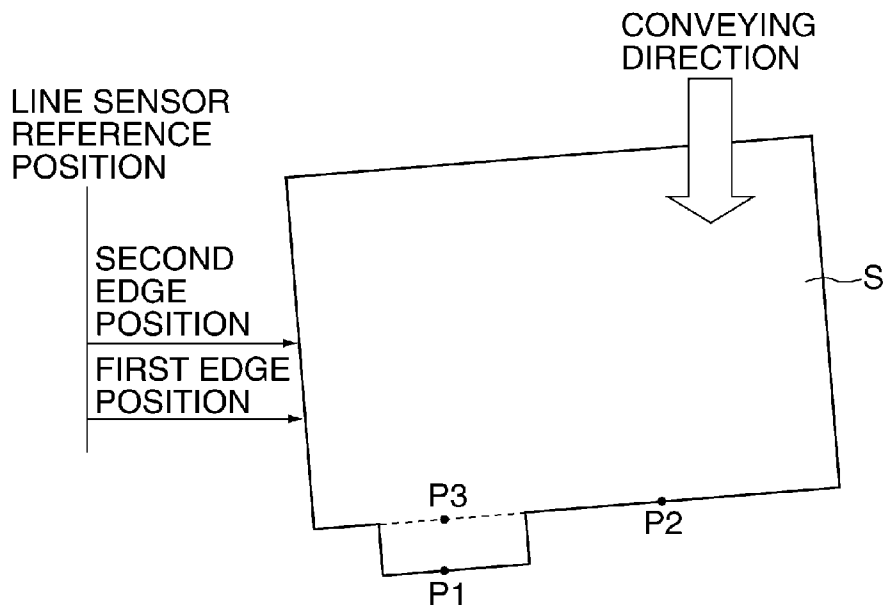 CONVEYING
DIRECTION
LINE SENSOR
REFERENCE
POSITION
SECOND
EDGE
POSITION
S
FIRST EDGE
POSITION
P3
P2
P1